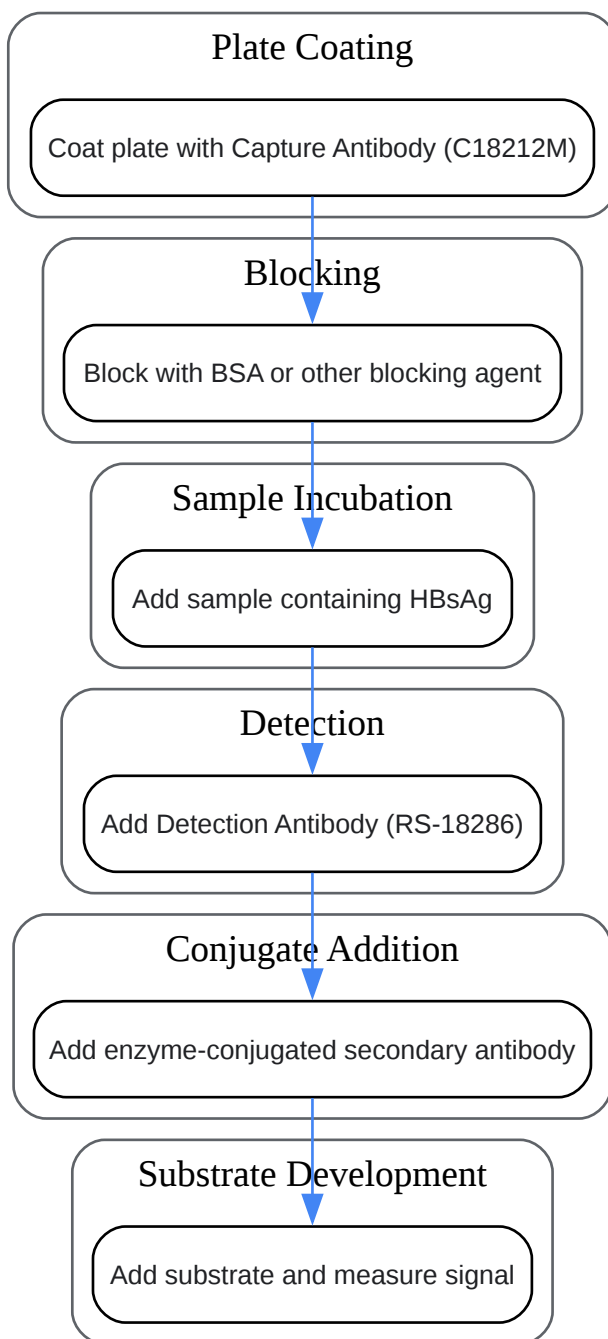 Plate Coating
Coat plate with Capture Antibody (C18212M)
Blocking
Block with BSA or other blocking agent
Sample Incubation
Add sample containing HBsAg
Detection
Add Detection Antibody (RS-18286)
Conjugate Addition
Add enzyme-conjugated secondary antibody
Substrate Development
Add substrate and measure signal